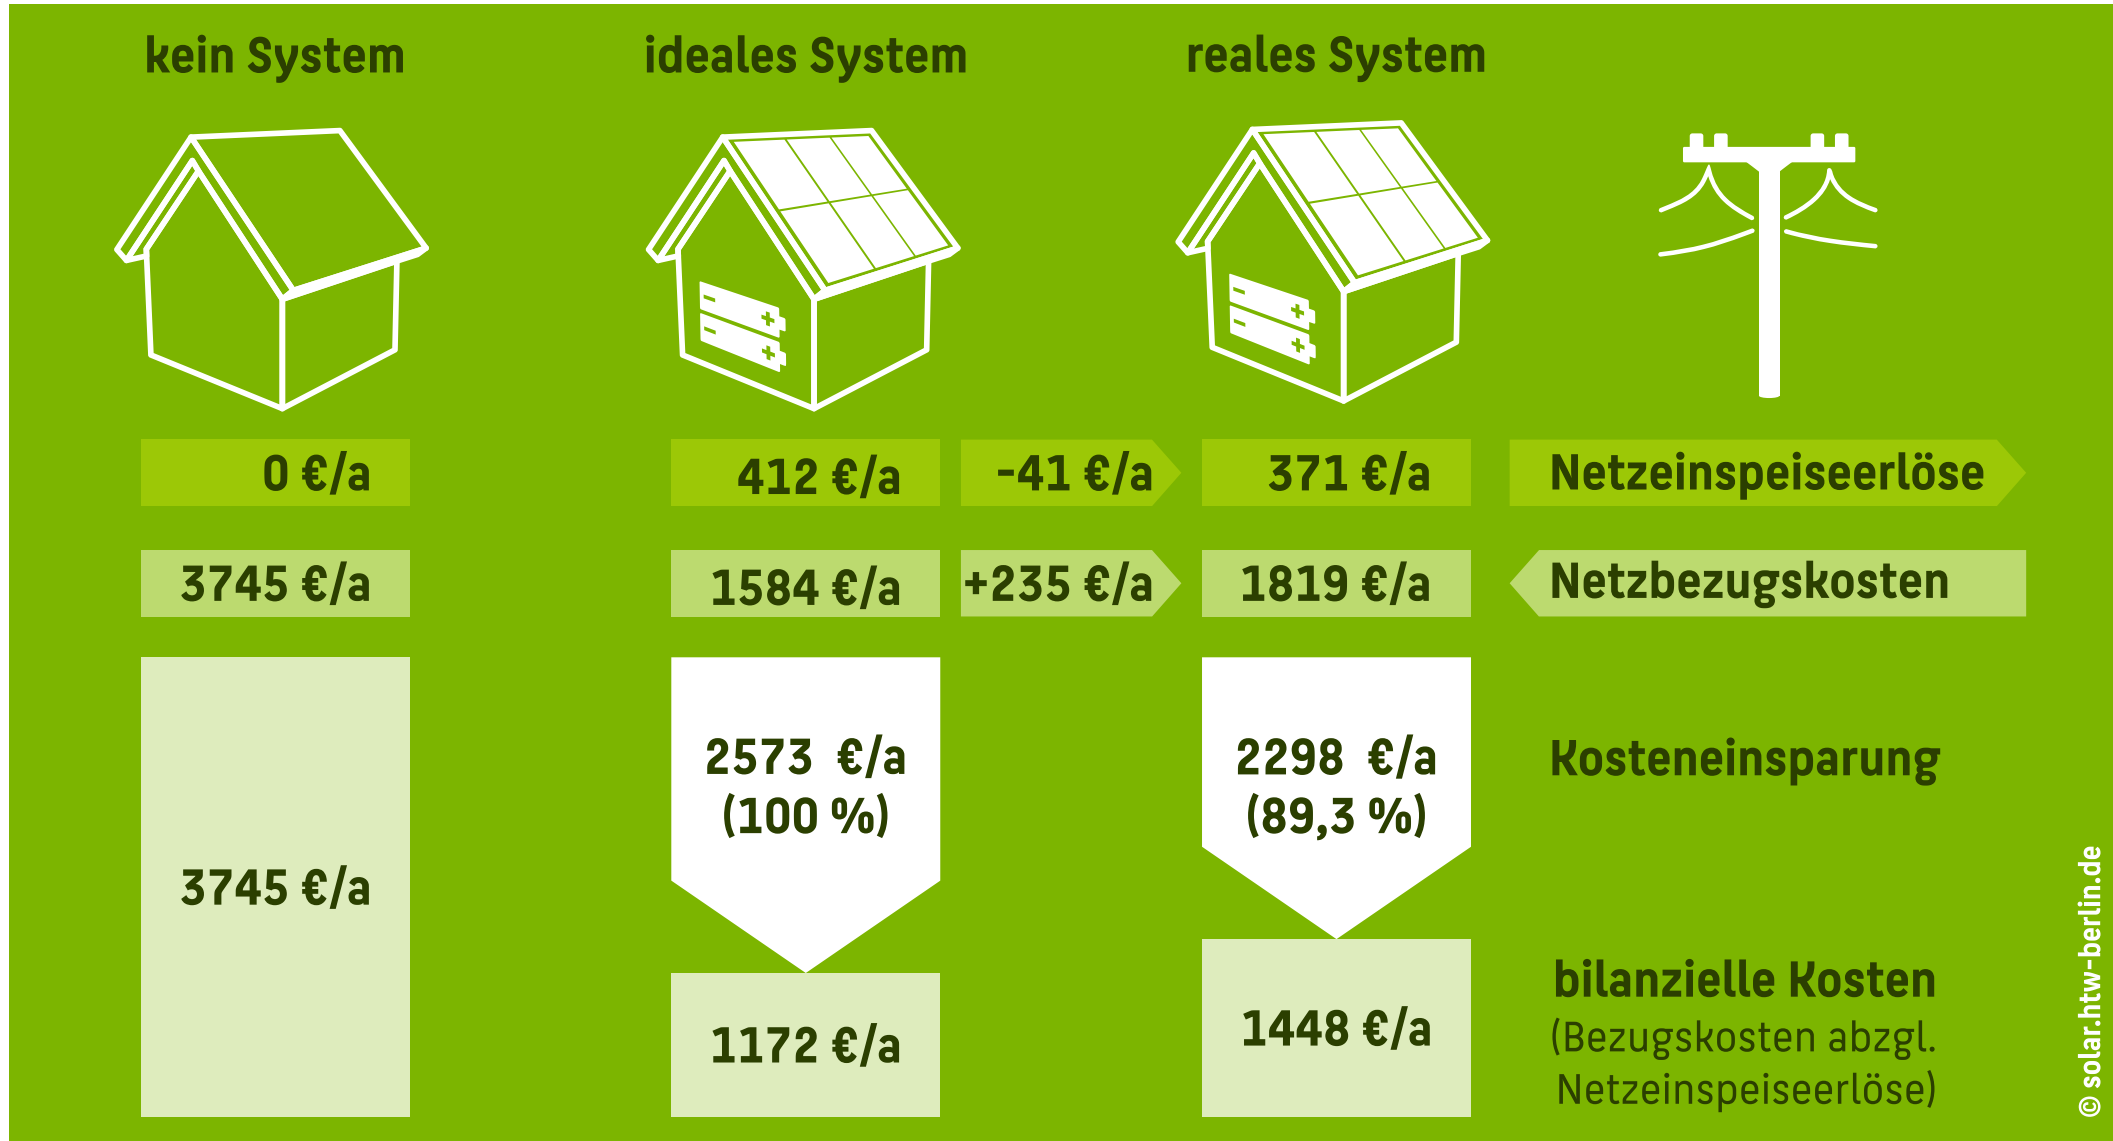 kein System
ideales System
reales System
0 €/a
412 €/a
-41 €/a
371 €/a
Netzeinspeiseerlöse
3745 €/a
1584 €/a
+235 €/a
1819 €/a
Netzbezugskosten
3745 €/a
2573 €/a
(100 %)
2298 €/a
(89,3 %)
Kosteneinsparung
1172 €/a
1448 €/a
bilanzielle Kosten
(Bezugskosten abzgl.
Netzeinspeiseerlöse)
© solar.htw-berlin.de